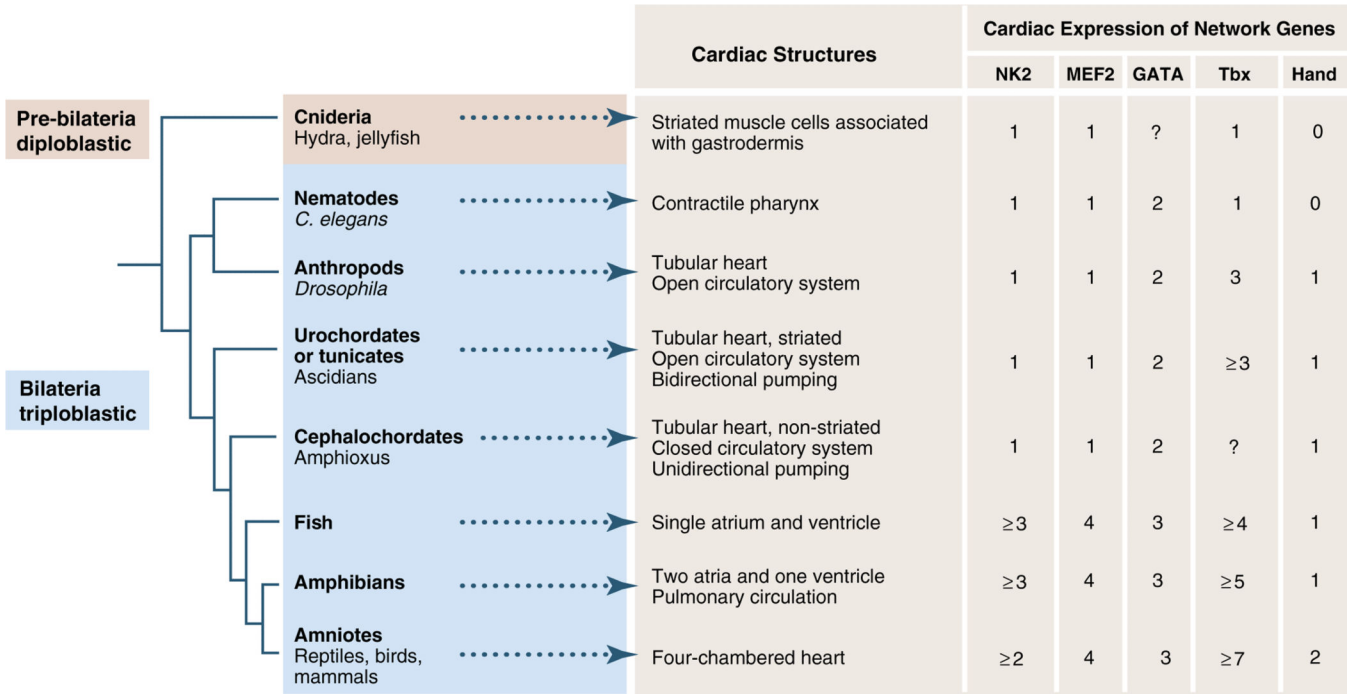 Cardiac Structures
Cardiac Expression of Network Genes
NK2 MEF2 GATA Tbx Hand
Pre-bilateria
diploblastic
Cnideria
Hydra, jellyfish
Striated muscle cells associated
with gastrodermis
1 1 ? 1 0
Nematodes
C. elegans
Contractile pharynx
1 1 2 1 0
Anthropods
Drosophila
Tubular heart
Open circulatory system
1 1 2 3 1
Urochordates
or tunicates
Ascidians
Tubular heart, striated
Open circulatory system
Bidirectional pumping
1 1 2 ≥3 1
Bilateria
triploblastic
Cephalochordates
Amphioxus
Tubular heart, non-striated
Closed circulatory system
Unidirectional pumping
1 1 2 ? 1
Fish
Single atrium and ventricle
≥3 4 3 ≥4 1
Amphibians
Two atria and one ventricle
Pulmonary circulation
≥3 4 3 ≥5 1
Amniotes
Reptiles, birds,
mammals
Four-chambered heart
≥2 4 3 ≥7 2